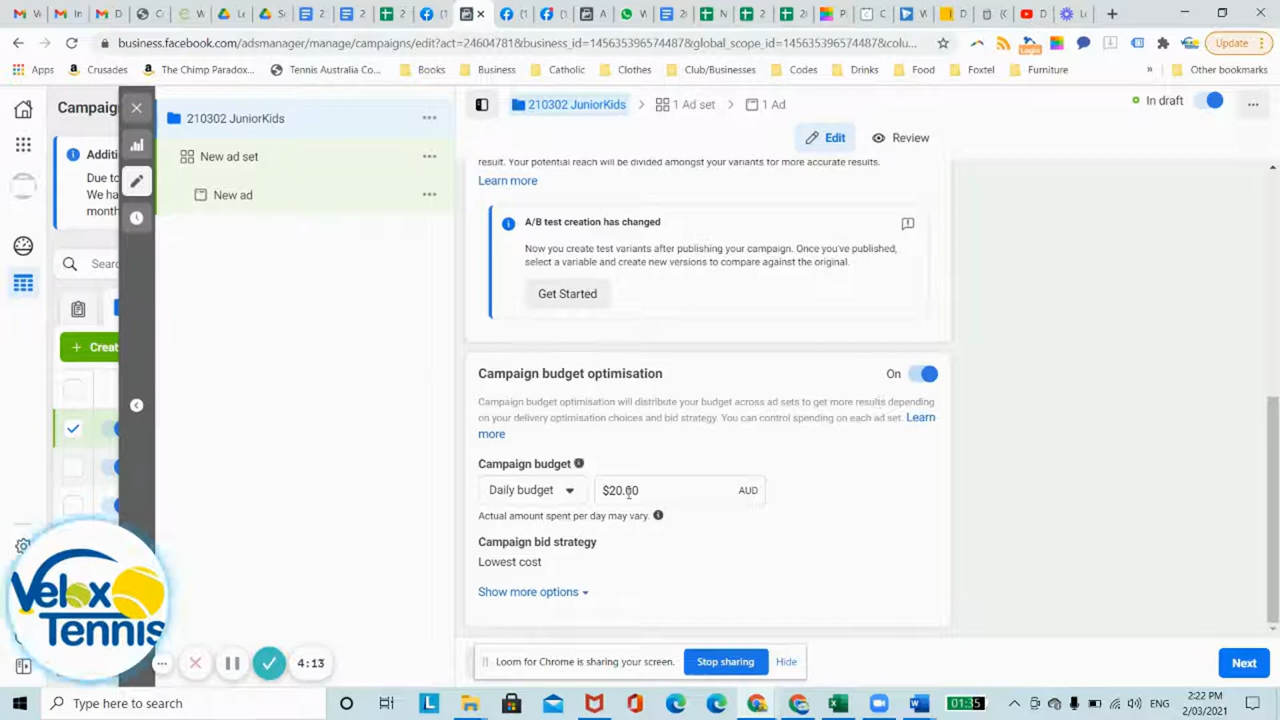 business.facebook.com/adsmanager/manage/campaigns/edit?act=24604781&business_id=145635396574487&global_scope_id=145635396574487&colu...
Login
Update
Apps
Crusades
The Chimp Paradox...
Tennis Australia Co...
Books
Business
Catholic
Clothes
Club/Businesses
Codes
Drinks
Food
Foxtel
Furniture
»
Other bookmarks
Campaig
210302 JuniorKids
210302 JuniorKids > 1 Ad set > 1 Ad
In draft
Edit
Review
Additi
Due to
We ha
month
New ad set
New ad
result. Your potential reach will be divided amongst your variants for more accurate results.
Learn more
A/B test creation has changed
Now you create test variants after publishing your campaign. Once you've published,
select a variable and create new versions to compare against the original.
Get Started
Searc
+ Creat
Campaign budget optimisation
On
Campaign budget optimisation will distribute your budget across ad sets to get more results depending
on your delivery optimisation choices and bid strategy. You can control spending on each ad set. Learn
more
Campaign budget
Daily budget
$20.00
AUD
Actual amount spent per day may vary.
Campaign bid strategy
Lowest cost
Show more options
Velox
Tennis
4:13
Loom for Chrome is sharing your screen.
Stop sharing
Hide
Next
Type here to search
01:35
ENG
2:22 PM
2/03/2021